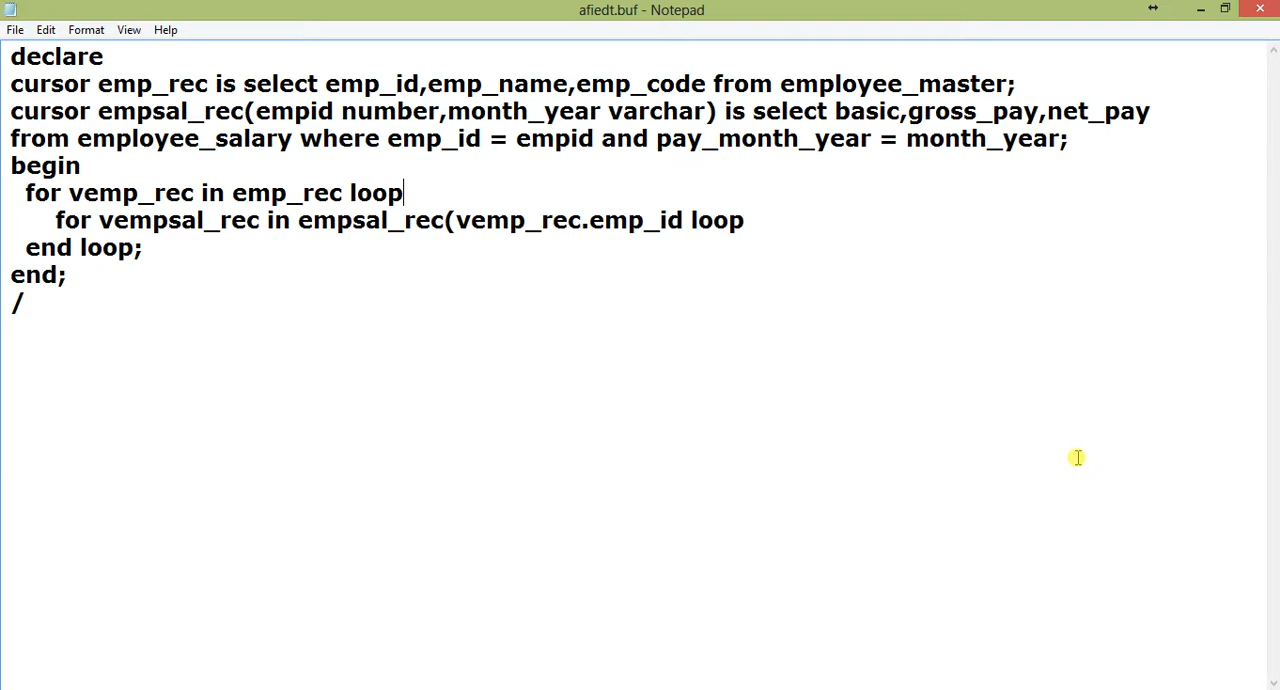 afiedt.buf - Notepad
File Edit Format View Help
declare
cursor emp_rec is select emp_id,emp_name,emp_code from employee_master;
cursor empsal_rec(empid number,month_year varchar) is select basic,gross_pay,net_pay
from employee_salary where emp_id = empid and pay_month_year = month_year;
begin
for vemp_rec in emp_rec loop
for vempsal_rec in empsal_rec(vemp_rec.emp_id loop
end loop;
end;
/